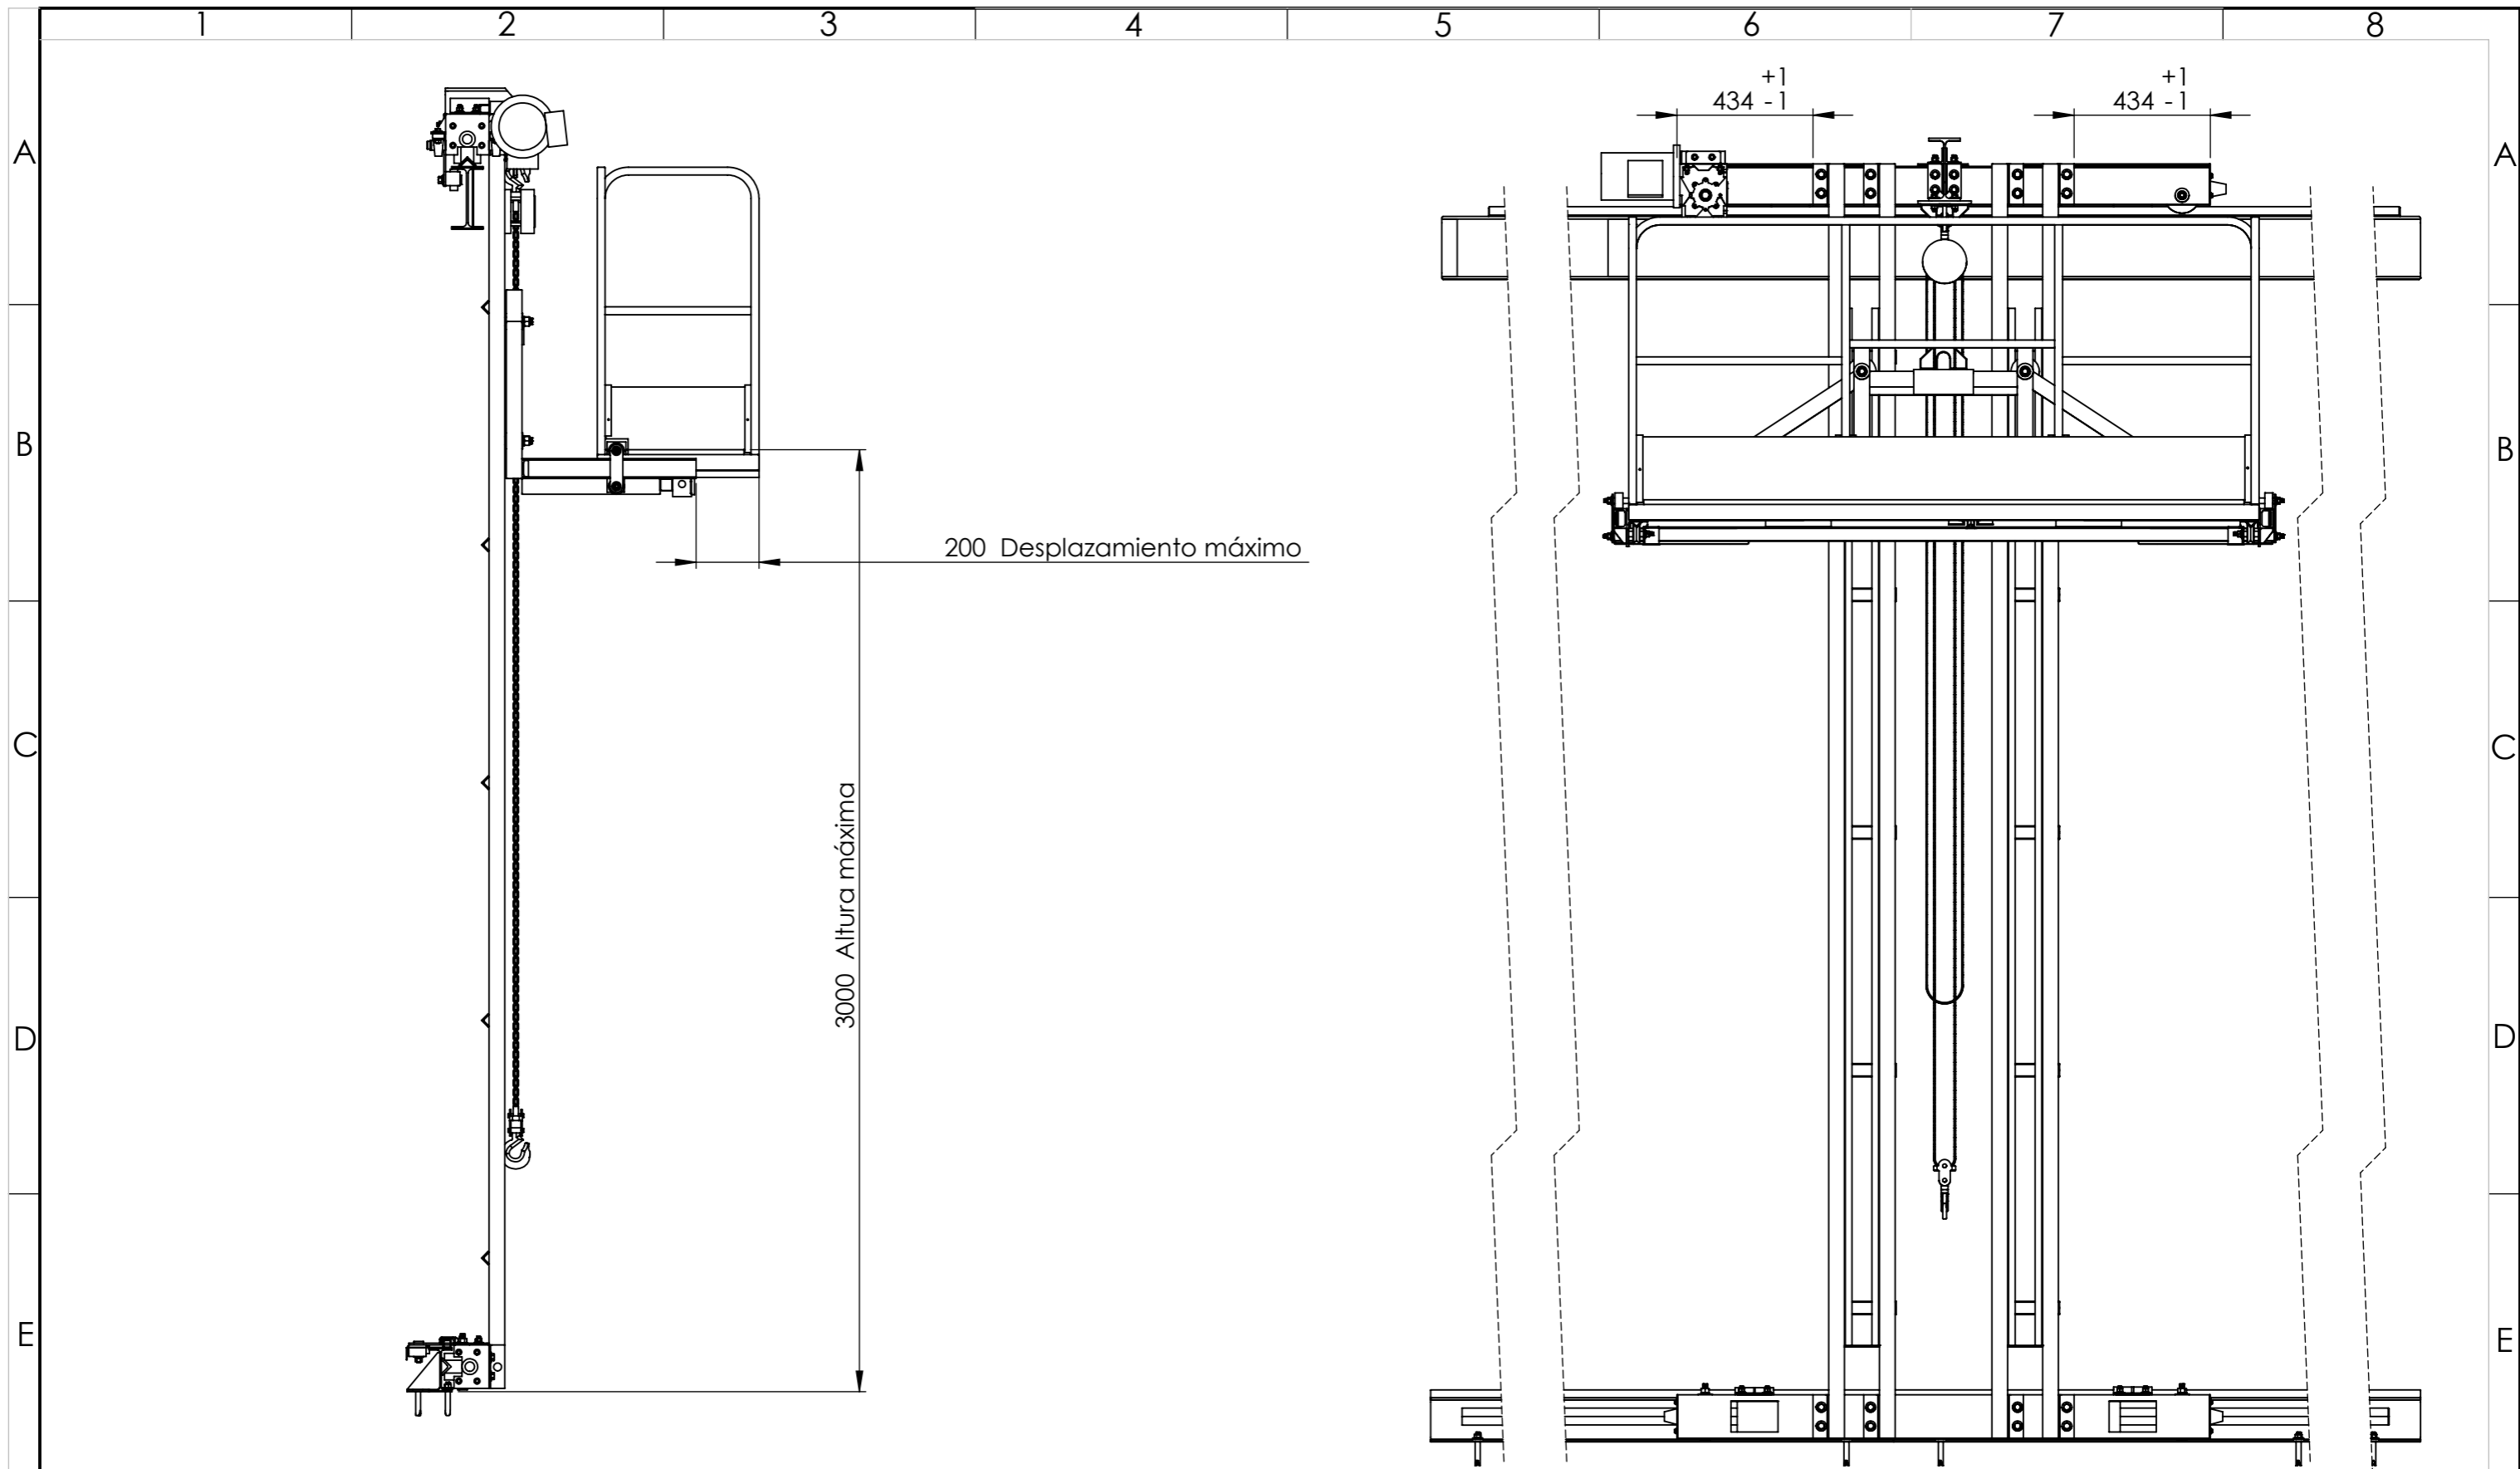 1 2 3 4 5 6 7 8
+1 +1
434 -1 434 -1
A A
B B
200 Desplazamiento máximo
C C
3000 Altura máxima
D D
E E